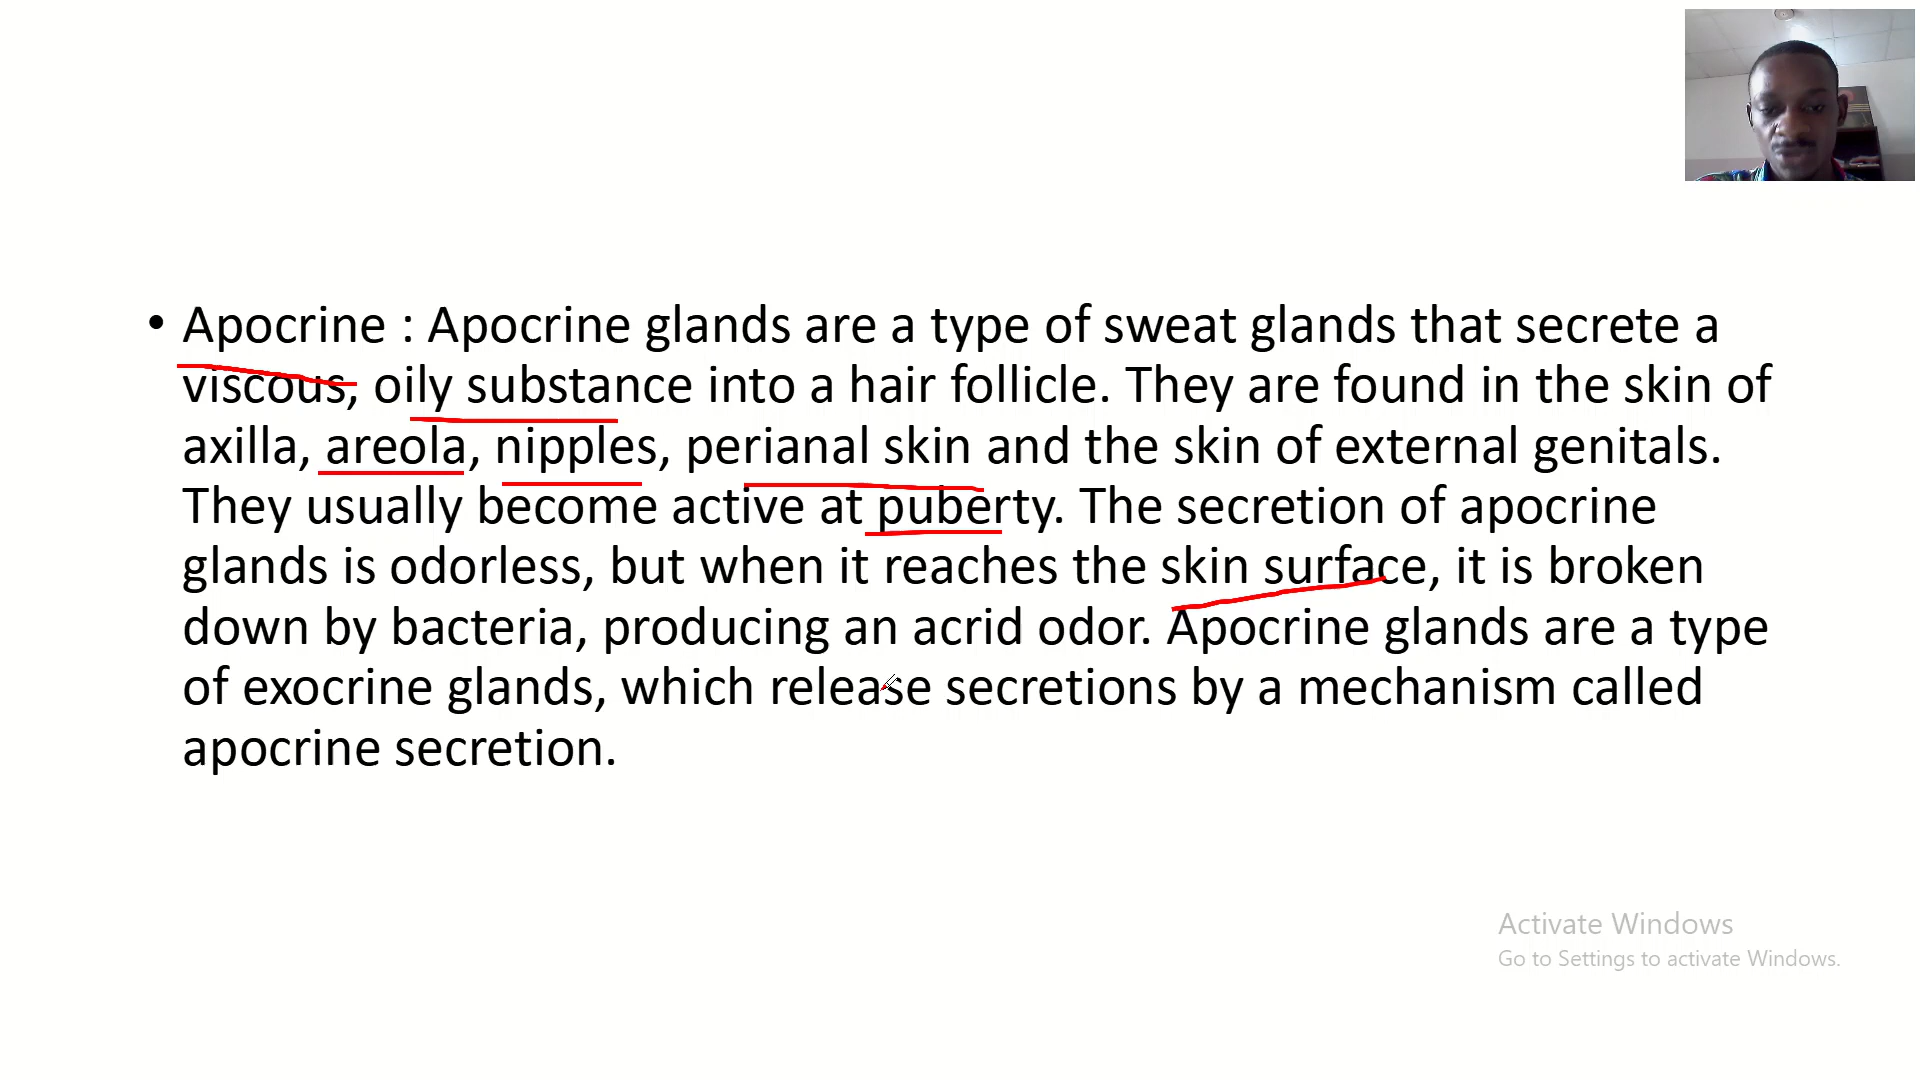 • Apocrine : Apocrine glands are a type of sweat glands that secrete a
viscous, oily substance into a hair follicle. They are found in the skin of
axilla, areola, nipples, perianal skin and the skin of external genitals.
They usually become active at puberty. The secretion of apocrine
glands is odorless, but when it reaches the skin surface, it is broken
down by bacteria, producing an acrid odor. Apocrine glands are a type
of exocrine glands, which release secretions by a mechanism called
apocrine secretion.
Activate Windows
Go to Settings to activate Windows.